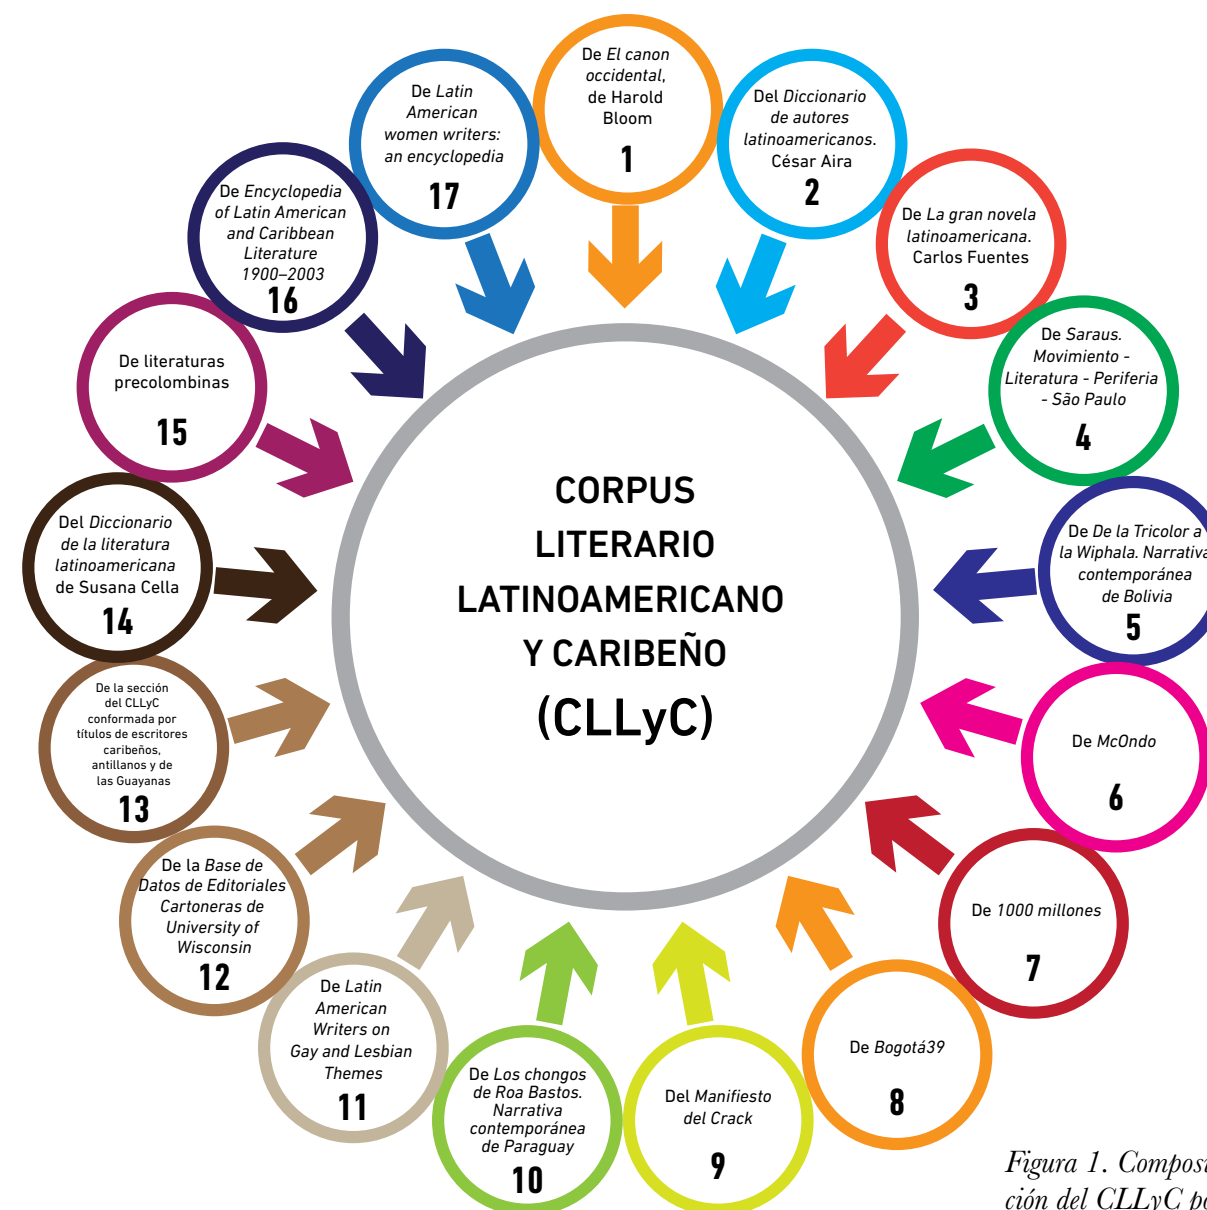 De El canon
occidental,
de Harold
Bloom
1
Del Diccionario
de autores
latinoamericanos.
César Aira
2
De La gran novela
latinoamericana.
Carlos Fuentes
3
De Saraus.
Movimiento -
Literatura - Periferia
- São Paulo
4
De De la Tricolor a
la Wiphala. Narrativa
contemporánea
de Bolivia
5
De McOndo
6
De 1000 millones
7
De Bogotá39
8
Del Manifiesto
del Crack
9
De Los chongos
de Roa Bastos.
Narrativa
contemporánea
de Paraguay
10
De Latin
American
Writers on
Gay and Lesbian
Themes
11
De la Base de
Datos de Editoriales
Cartoneras de
University of
Wisconsin
12
De la sección
del CLLyC
conformada por
títulos de escritores
caribeños,
antillanos y de
las Guayanas
13
Del Diccionario
de la literatura
latinoamericana
de Susana Cella
14
De literaturas
precolombinas
15
De Encyclopedia
of Latin American
and Caribbean
Literature
1900–2003
16
De Latin
American
women writers:
an encyclopedia
17
CORPUS
LITERARIO
LATINOAMERICANO
Y CARIBEÑO
(CLLyC)
Figura 1. Composi
ción del CLLyC po